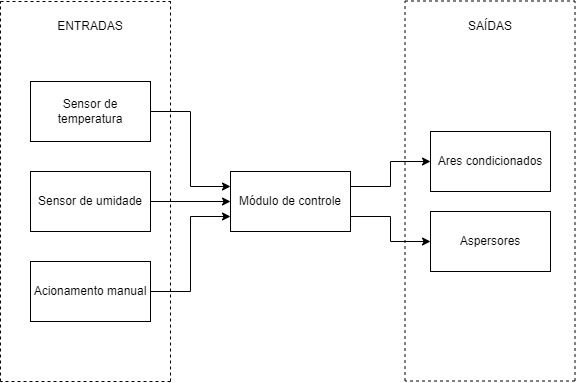 ENTRADAS
SAÍDAS
Sensor de
temperatura
Sensor de umidade
Acionamento manual
Módulo de controle
Ares condicionados
Aspersores